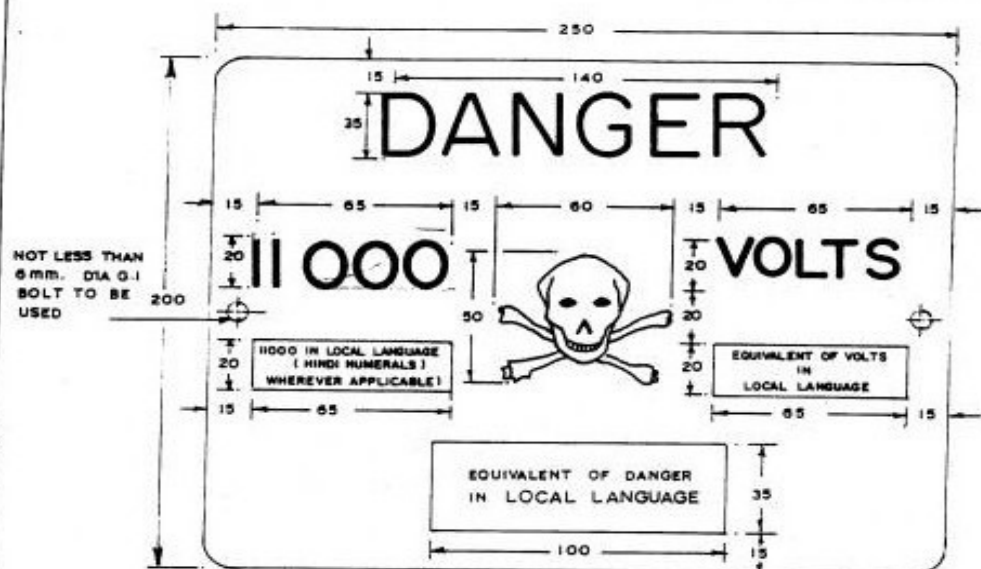 250
15 140
35 DANGER
15 65 15 60 15 65 15
20 11 000 50 20 VOLTS
NOT LESS THAN
6 mm. DIA G.I
BOLT TO BE
USED
200
20
20 11000 IN LOCAL LANGUAGE
( HINDI NUMERALS )
WHEREVER APPLICABLE)
20 EQUIVALENT OF VOLTS
IN
LOCAL LANGUAGE
15 65 65 15
EQUIVALENT OF DANGER
IN LOCAL LANGUAGE
35
100 15